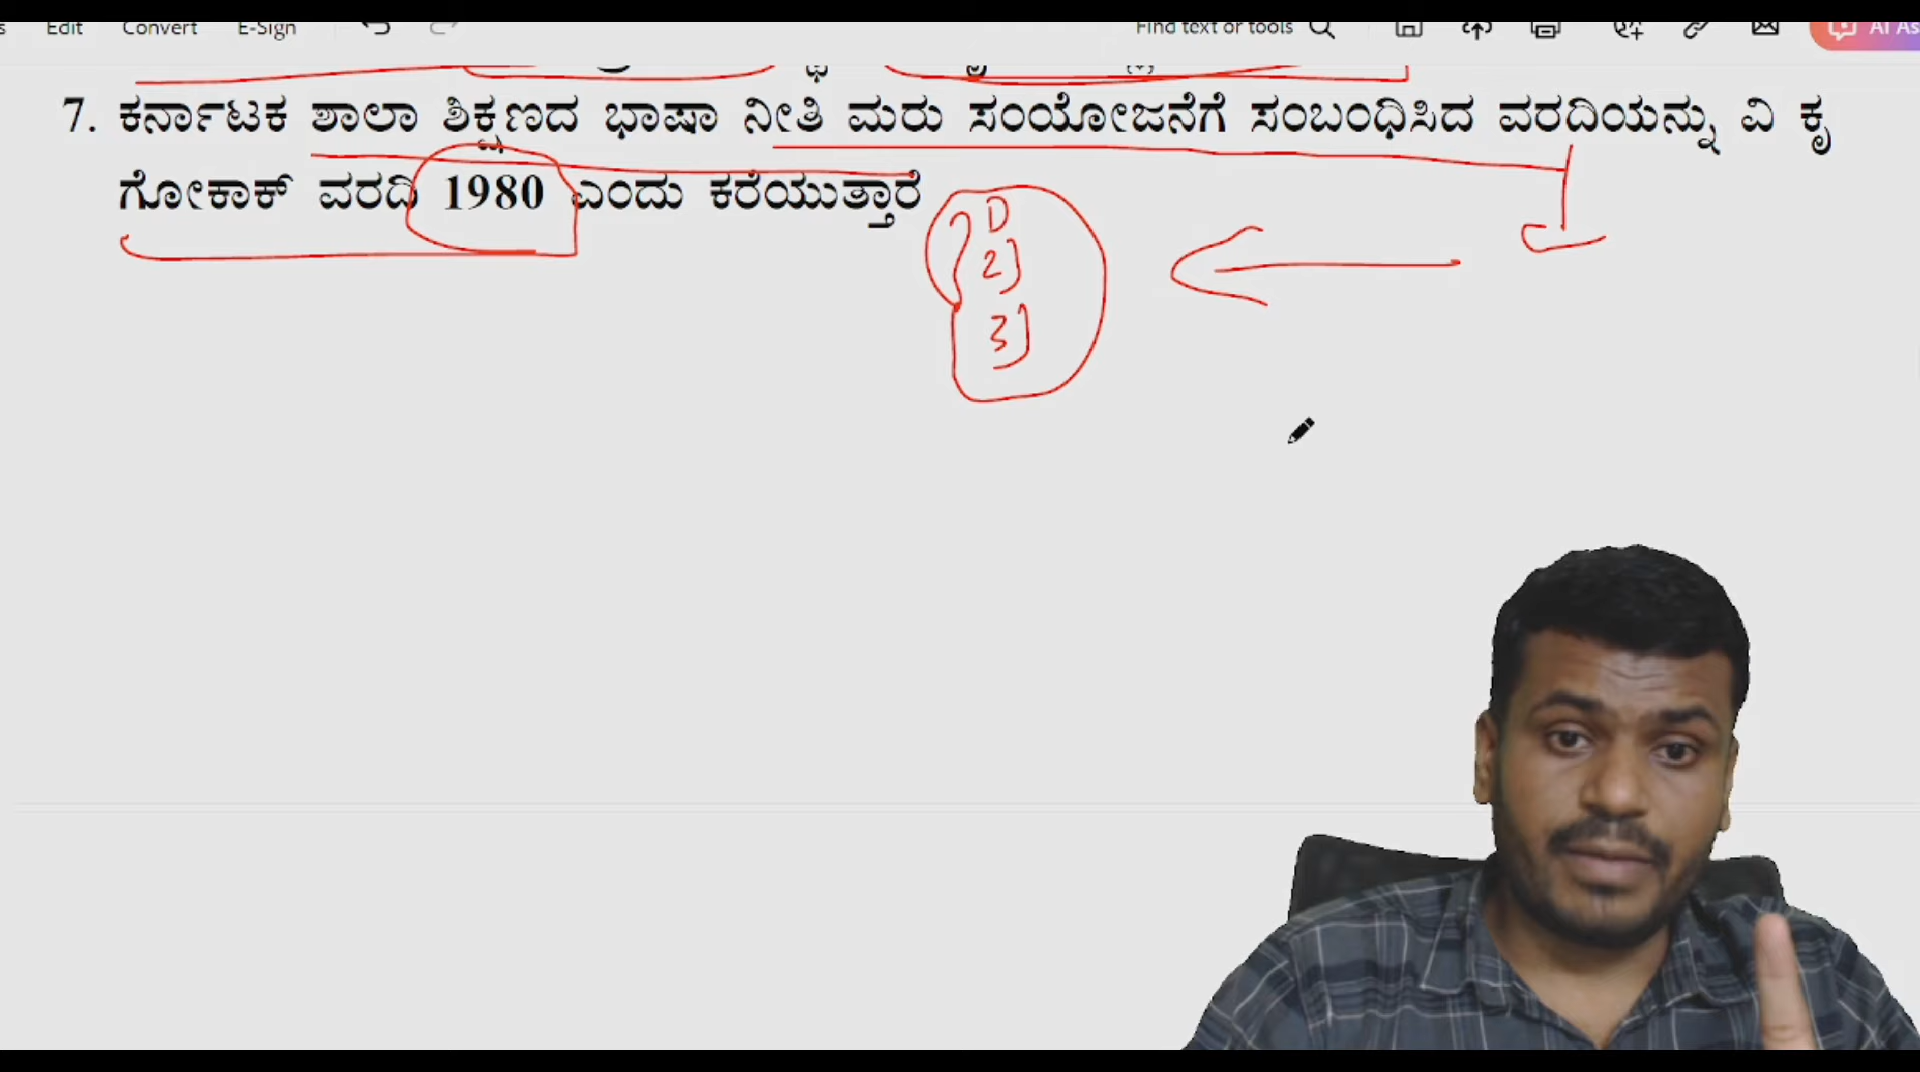 Edit Convert E-Sign Find text or tools
7. ಕರ್ನಾಟಕ ಶಾಲಾ ಶಿಕ್ಷಣದ ಭಾಷಾ ನೀತಿ ಮರು ಸಂಯೋಜನೆಗೆ ಸಂಬಂಧಿಸಿದ ವರದಿಯನ್ನು ವಿ ಕೃ
ಗೋಕಾಕ್ ವರದಿ 1980 ಎಂದು ಕರೆಯುತ್ತಾರೆ
2)
3)